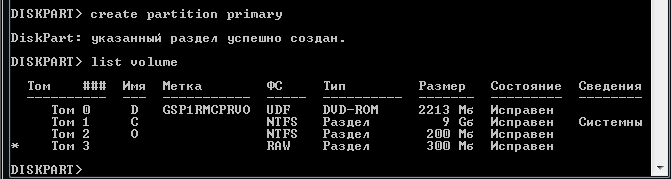 DISKPART> create partition primary
DiskPart: указанный раздел успешно создан.
DISKPART> list volume
Том ### Имя Метка ФС Тип Размер Состояние Сведения
---------- --- ----------- ----- ---------- ------- --------- --------
Том 0 D GSP1RMCPRVO UDF DVD-ROM 2213 Мб Исправен
Том 1 C NTFS Раздел 9 Gб Исправен Системны
Том 2 O NTFS Раздел 200 Мб Исправен
* Том 3 RAW Раздел 300 Мб Исправен
DISKPART>